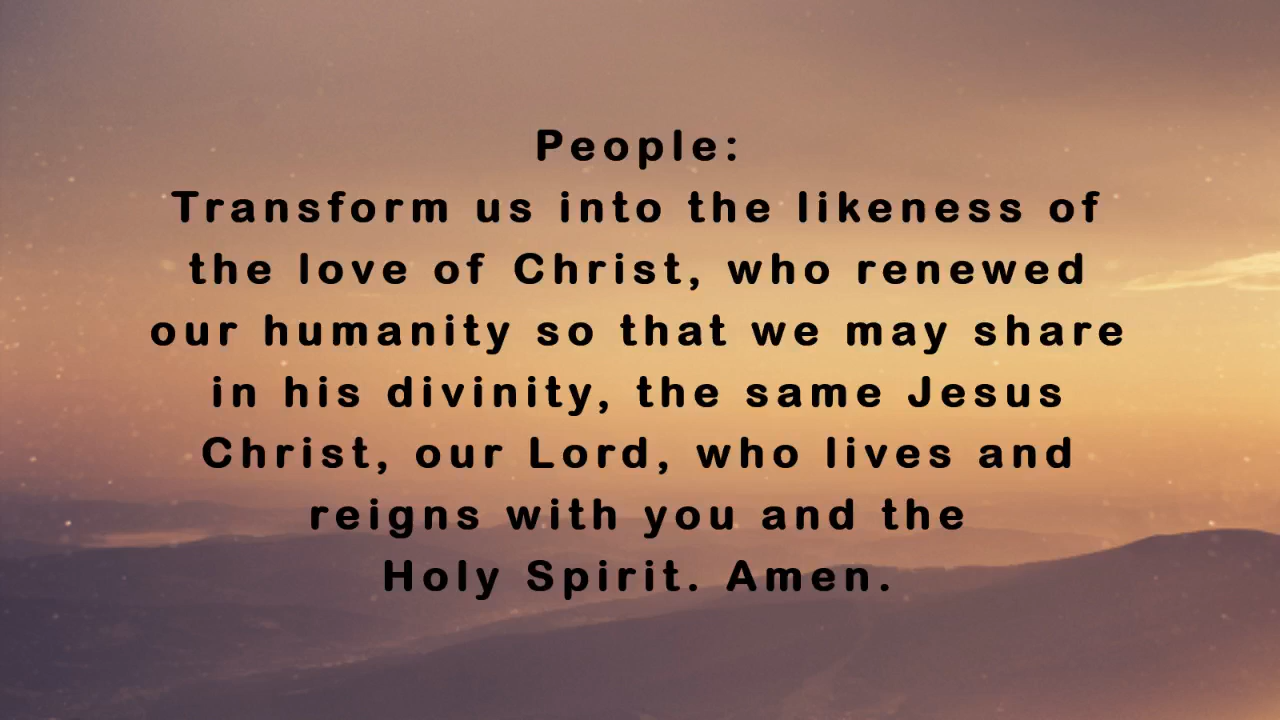 People:
Transform us into the likeness of
the love of Christ, who renewed
our humanity so that we may share
in his divinity, the same Jesus
Christ, our Lord, who lives and
reigns with you and the
Holy Spirit. Amen.